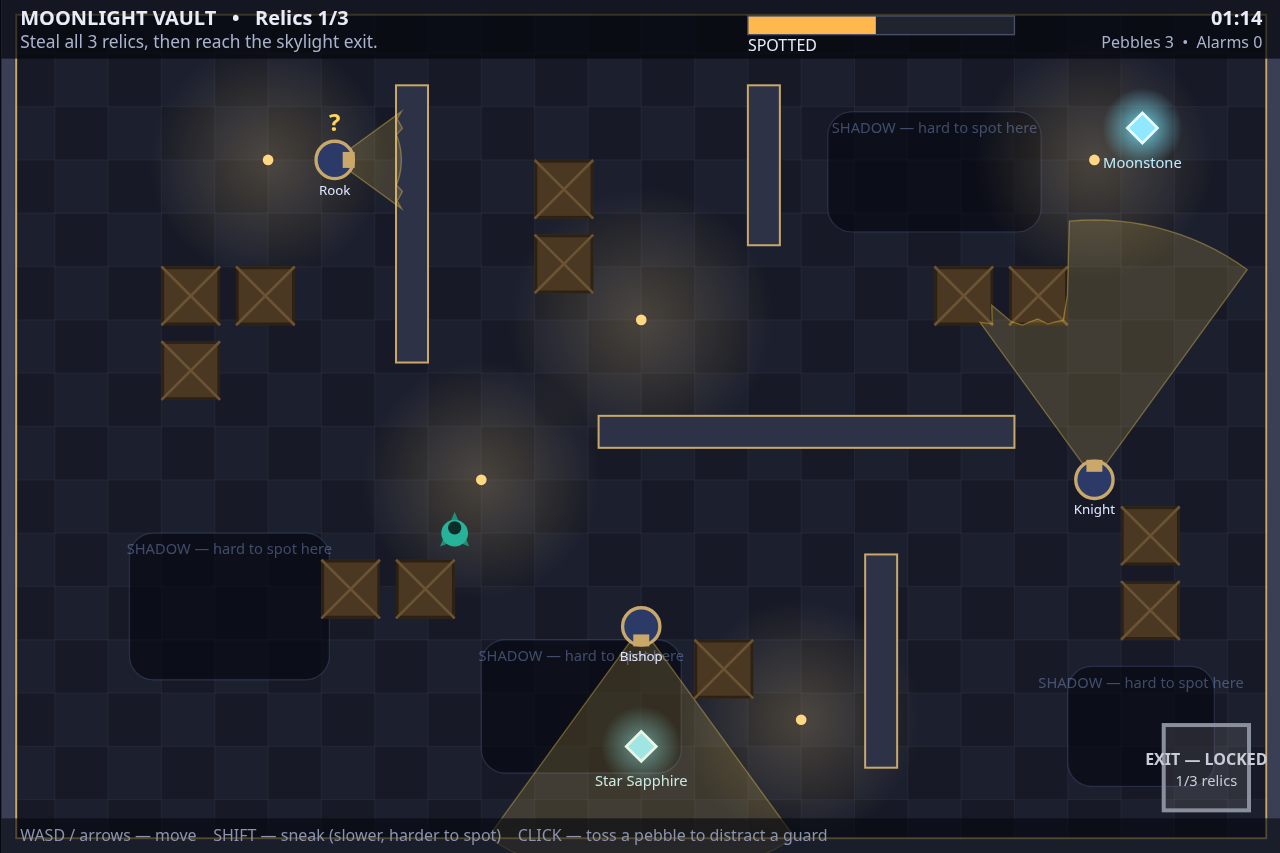 MOONLIGHT VAULT • Relics 1/3
Steal all 3 relics, then reach the skylight exit.
SPOTTED
01:14
Pebbles 3 • Alarms 0
?
Rook
SHADOW — hard to spot here
Moonstone
Knight
SHADOW — hard to spot here
SHADOW — hard to spot here
Bishop
Star Sapphire
SHADOW — hard to spot here
EXIT — LOCKED
1/3 relics
WASD / arrows — move SHIFT — sneak (slower, harder to spot) CLICK — toss a pebble to distract a guard